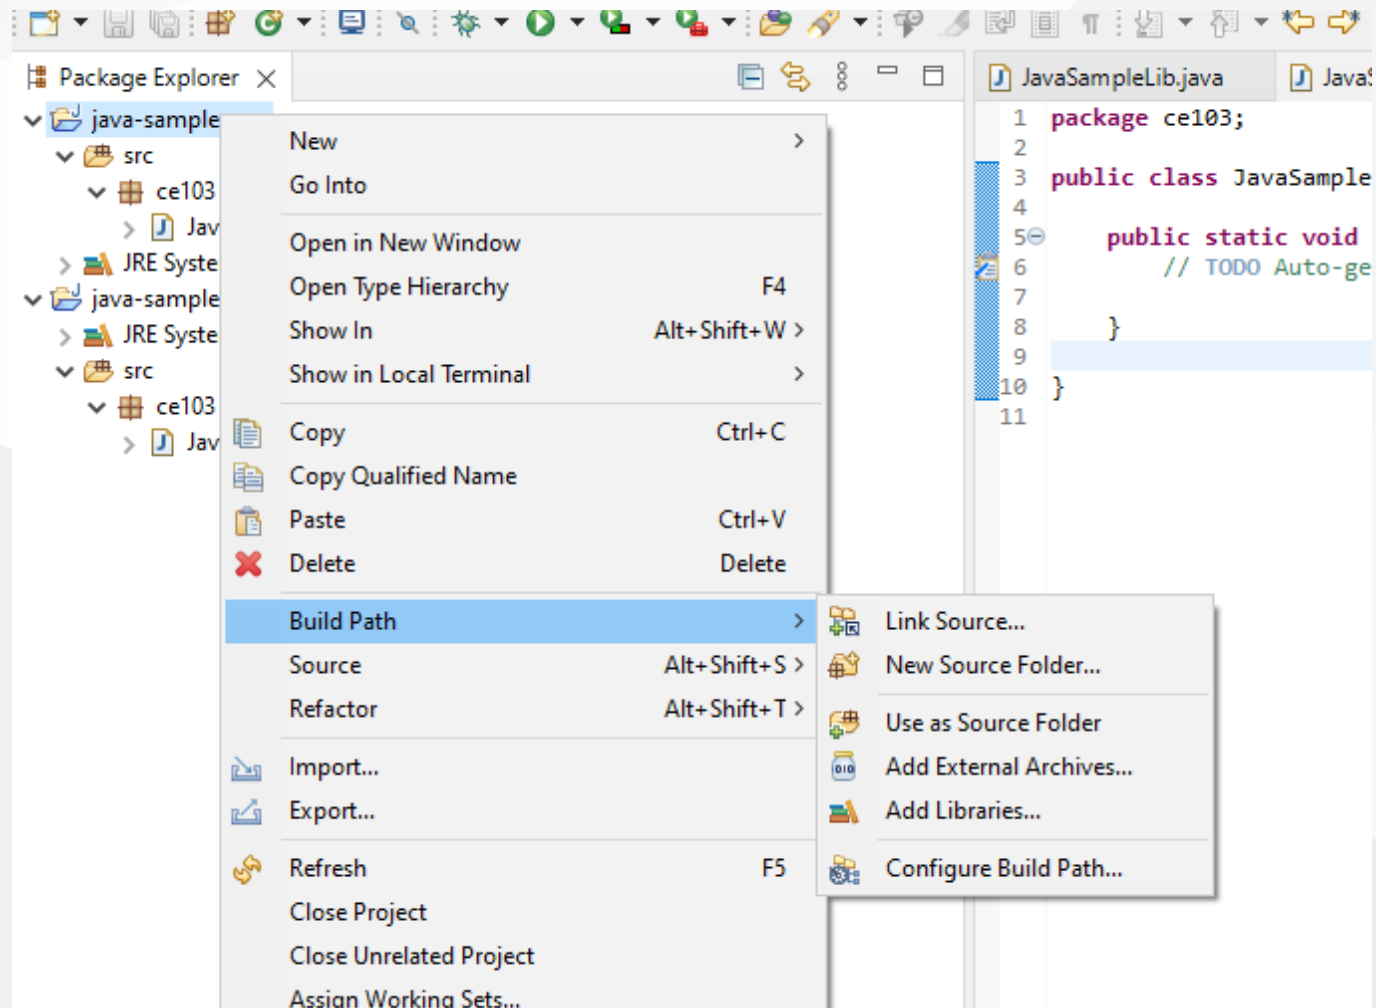 Package Explorer
JavaSampleLib.java
java-sample
src
ce103
Jav
JRE Syste
java-sample
JRE Syste
src
ce103
Jav
New
Go Into
Open in New Window
Open Type Hierarchy F4
Show In Alt+Shift+W >
Show in Local Terminal
Copy Ctrl+C
Copy Qualified Name
Paste Ctrl+V
Delete Delete
Build Path
Source Alt+Shift+S >
Refactor Alt+Shift+T >
Import...
Export...
Refresh F5
Close Project
Close Unrelated Project
Assign Working Sets...
Link Source...
New Source Folder...
Use as Source Folder
Add External Archives...
Add Libraries...
Configure Build Path...
1 package ce103;
2
3 public class JavaSample
4
5 public static void
6 // TODO Auto-ge
7
8 }
9
10 }
11